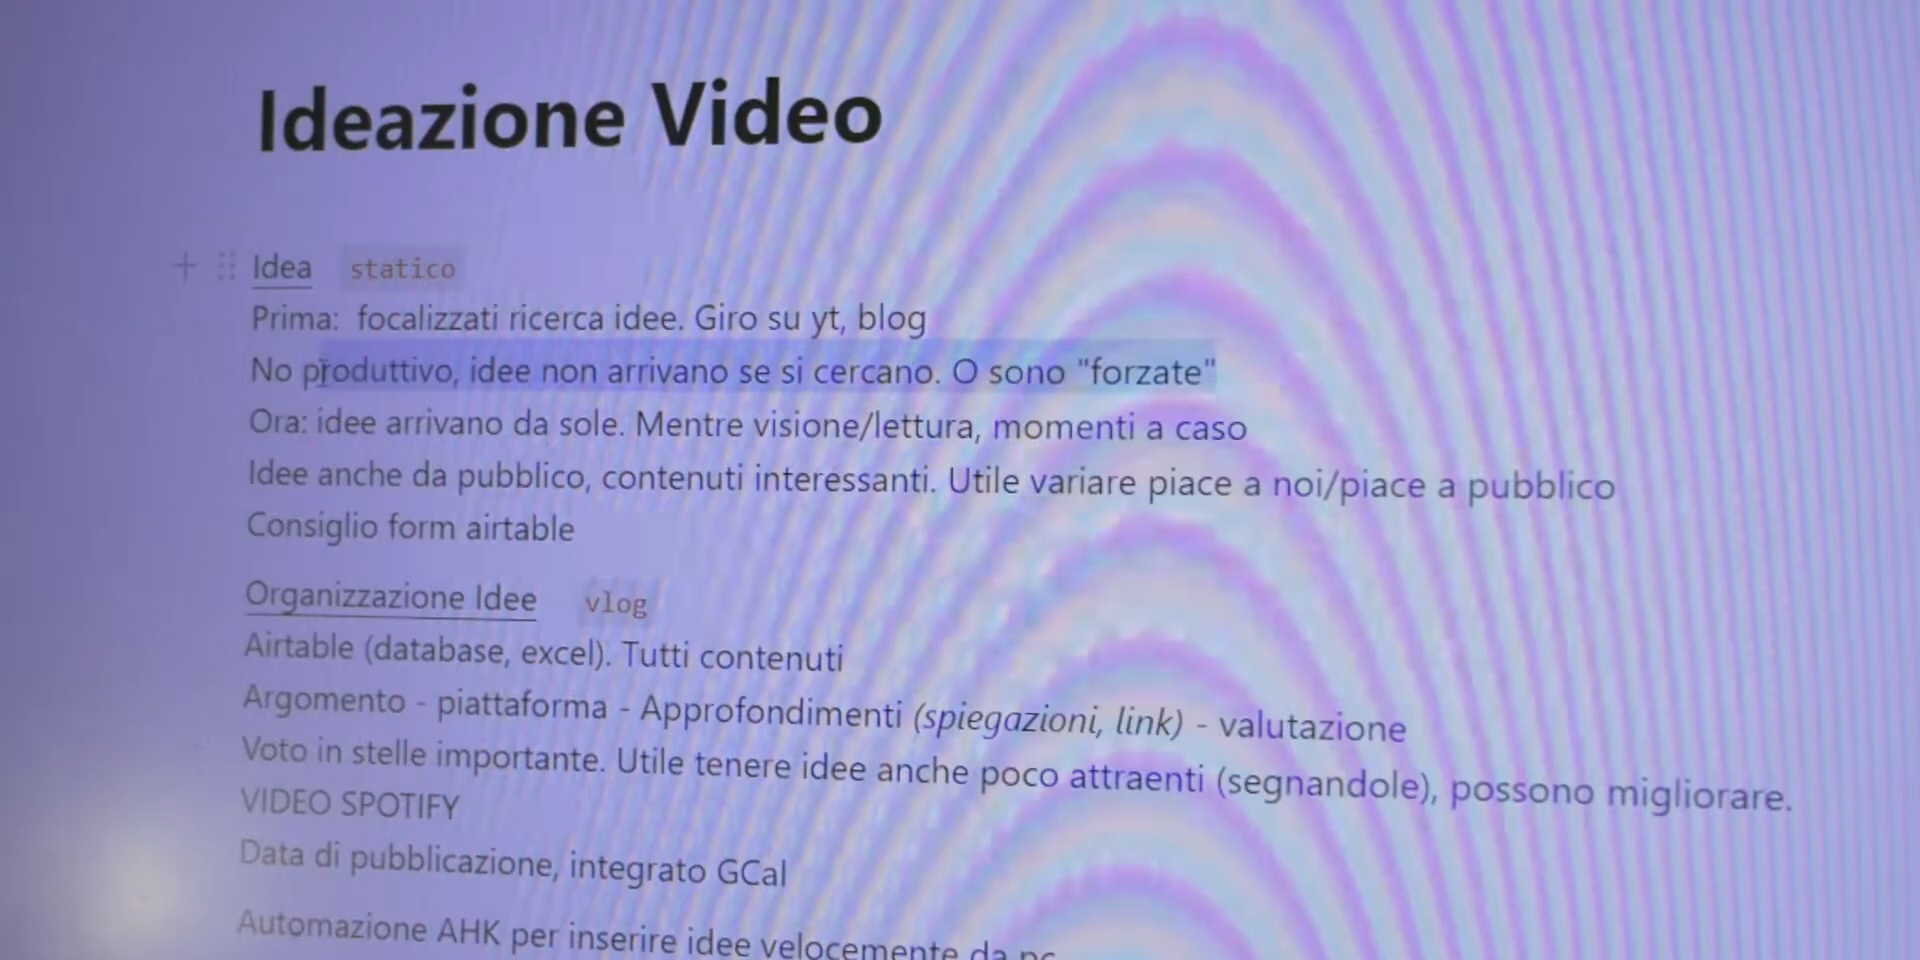 Ideazione Video
Idea statico
Prima: focalizzati ricerca idee. Giro su yt, blog
No produttivo, idee non arrivano se si cercano. O sono "forzate"
Ora: idee arrivano da sole. Mentre visione/lettura, momenti a caso
Idee anche da pubblico, contenuti interessanti. Utile variare piace a noi/piace a pubblico
Consiglio form airtable
Organizzazione Idee vlog
Airtable (database, excel). Tutti contenuti
Argomento - piattaforma - Approfondimenti (spiegazioni, link) - valutazione
Voto in stelle importante. Utile tenere idee anche poco attraenti (segnandole), possono migliorare.
VIDEO SPOTIFY
Data di pubblicazione, integrato GCal
Automazione AHK per inserire idee velocemente da pc